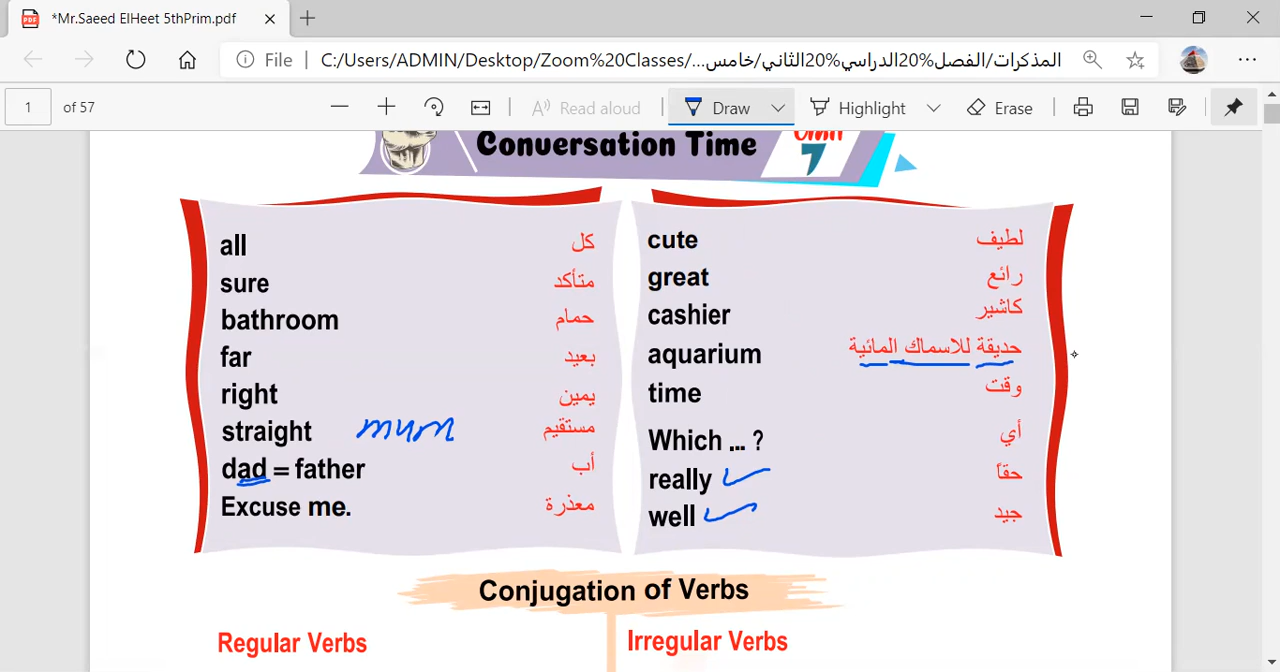 *Mr.Saeed ElHeet 5thPrim.pdf
File C:/Users/ADMIN/Desktop/Zoom%20Classes/المذكرات/الفصل%20الدراسي%20الثاني/خامس...
1 of 57 Read aloud Draw Highlight Erase
Conversation Time Unit 7
all كل
sure متأكد
bathroom حمام
far بعيد
right يمين
straight mum مستقيم
dad = father أب
Excuse me. معذرة
cute لطيف
great رائع
cashier كاشير
aquarium حديقة للاسماك المائية
time وقت
Which ... ? أي
really حقاً
well جيد
Conjugation of Verbs
Regular Verbs Irregular Verbs